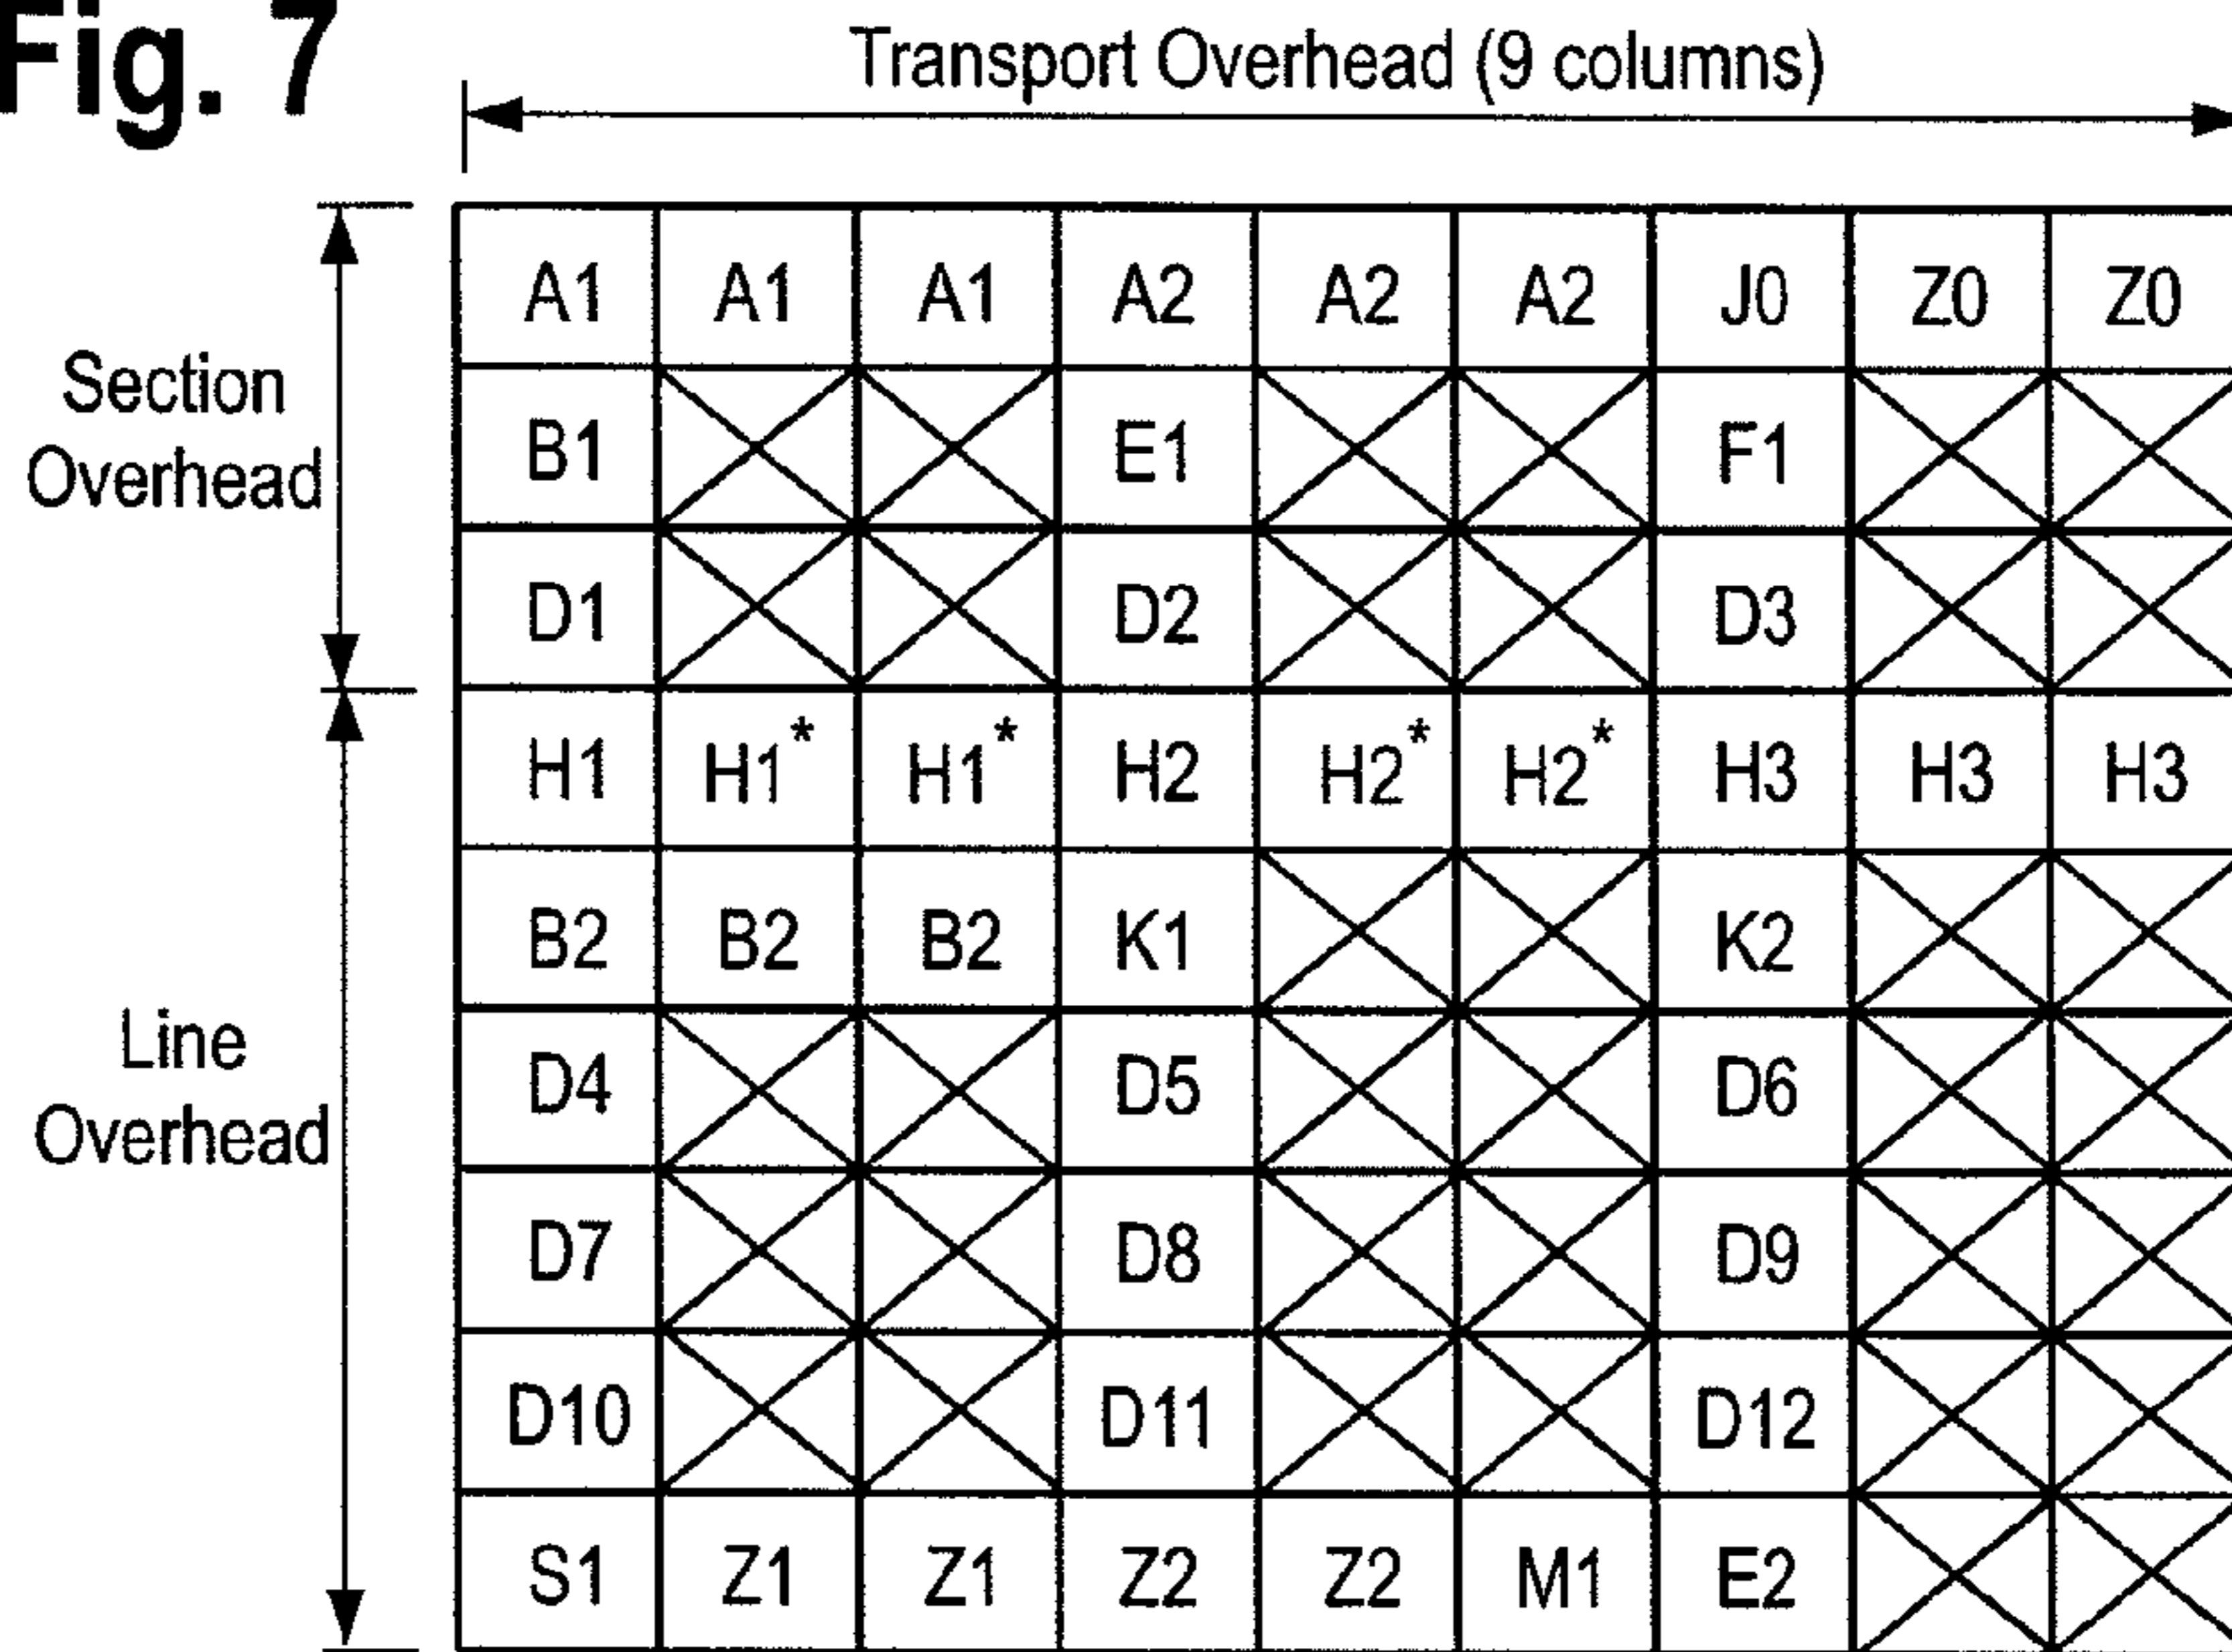 Fig. 7
Transport Overhead (9 columns)
Section
Overhead
Line
Overhead
A1 A1 A1 A2 A2 A2 J0 Z0 Z0
B1 E1 F1
D1 D2 D3
H1 H1* H1* H2 H2* H2* H3 H3 H3
B2 B2 B2 K1 K2
D4 D5 D6
D7 D8 D9
D10 D11 D12
S1 Z1 Z1 Z2 Z2 M1 E2